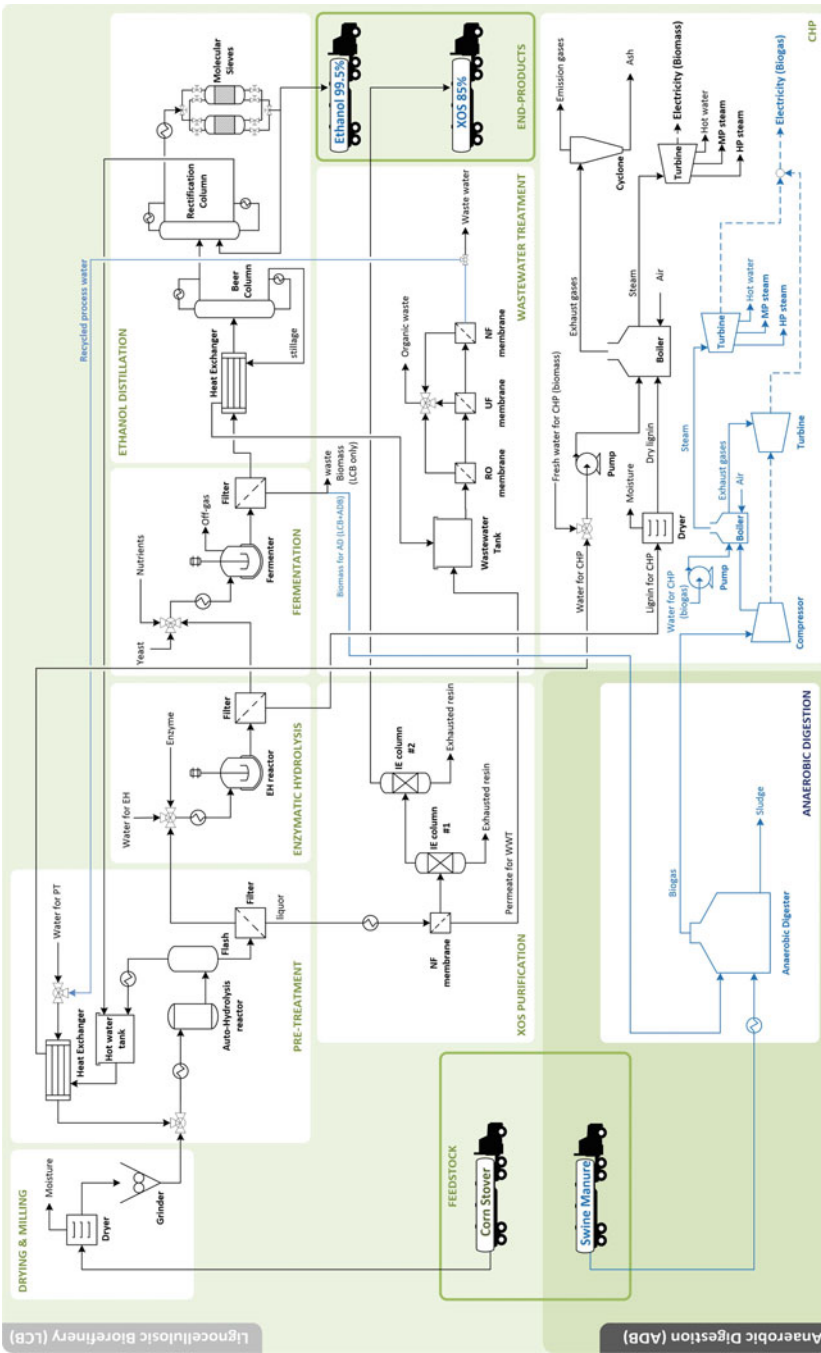 Lignocellulosic Biorefinery (LCB)
Anaerobic Digestion (ADB)
DRYING & MILLING
Moisture
Dryer
Grinder
FEEDSTOCK
Corn Stover
Swine Manure
PRE-TREATMENT
Water for PT
Heat Exchanger
Hot water
tank
Auto-Hydrolysis
reactor
Flash
Filter
liquor
ENZYMATIC HYDROLYSIS
Water for EH
Enzyme
EH reactor
Filter
FERMENTATION
Yeast
Nutrients
Off-gas
Fermenter
Filter
waste
Biomass
(LCB only)
Biomass for AD (LCB+ADB)
ETHANOL DISTILLATION
Recycled process water
Heat Exchanger
stillage
Beer
Column
Rectification
Column
Molecular
Sieves
XOS PURIFICATION
NF
membrane
IE column
#1
IE column
#2
Exhausted resin
Exhausted resin
Permeate for WWT
WASTEWATER TREATMENT
Wastewater
Tank
RO
membrane
UF
membrane
NF
membrane
Organic waste
Waste water
END-PRODUCTS
Ethanol 99.5%
XOS 85%
ANAEROBIC DIGESTION
Anaerobic Digester
Biogas
Sludge
CHP
Fresh water for CHP (biomass)
Water for CHP
Pump
Lignin for CHP
Moisture
Dryer
Dry lignin
Boiler
Air
Exhaust gases
Steam
Cyclone
Emission gases
Ash
Turbine
Electricity (Biomass)
Hot water
MP steam
HP steam
Water for CHP
(biogas)
Pump
Compressor
Boiler
Air
Exhaust gases
Steam
Turbine
Turbine
Hot water
MP steam
HP steam
Electricity (Biogas)